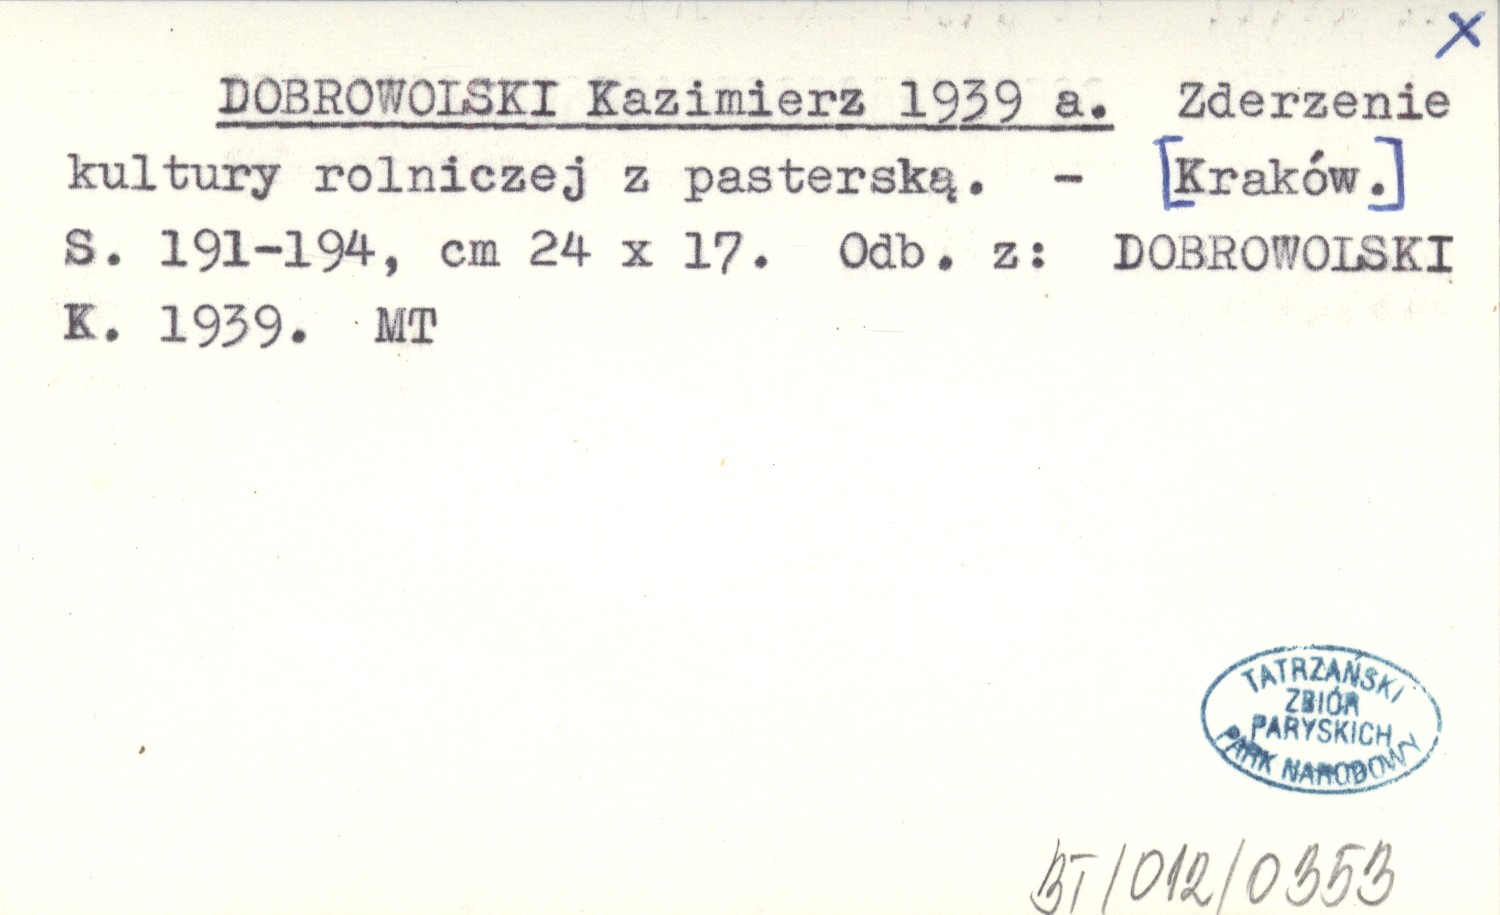 x
DOBROWOLSKI Kazimierz 1939 a. Zderzenie
kultury rolniczej z pasterską. - [Kraków.]
S. 191-194, cm 24 x 17. Odb. z: DOBROWOLSKI
K. 1939. MT
TATRZAŃSKI
ZBIÓR
PARYSKICH
PARK NARODOWY
BT/012/0353